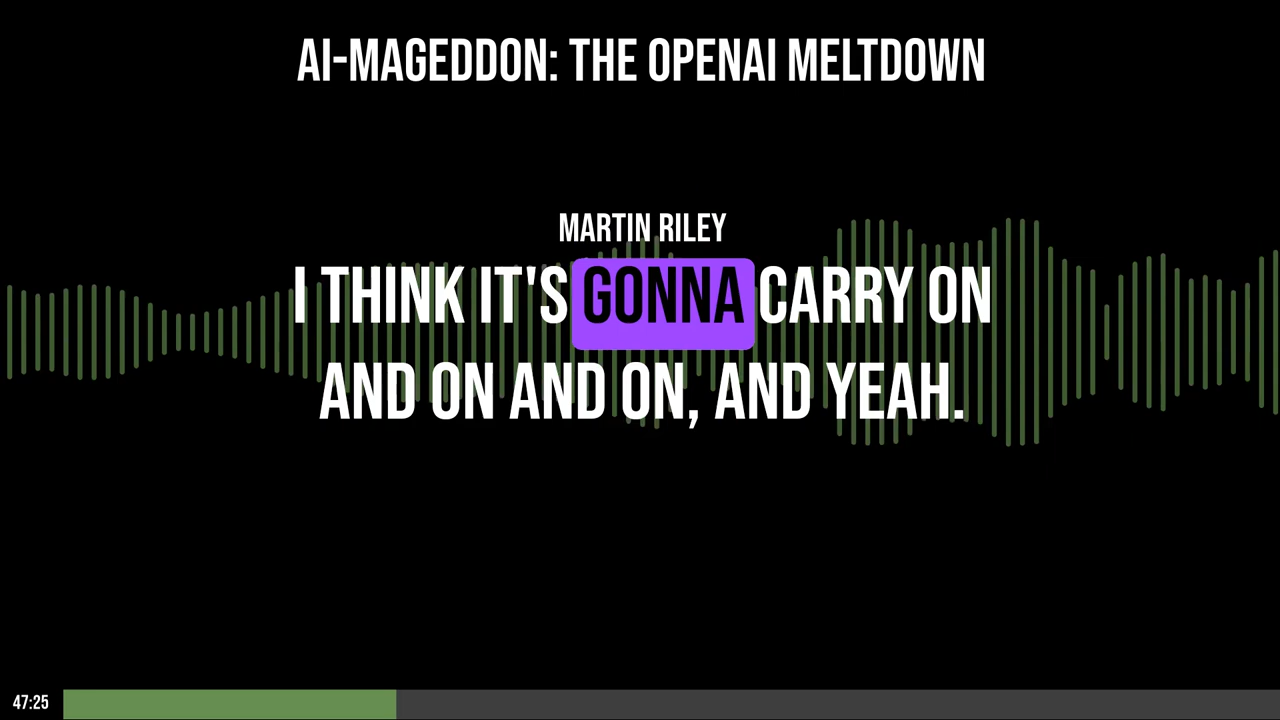 AI-MAGEDDON: THE OPENAI MELTDOWN
MARTIN RILEY
I THINK IT'S GONNA CARRY ON
AND ON AND ON, AND YEAH.
47:25